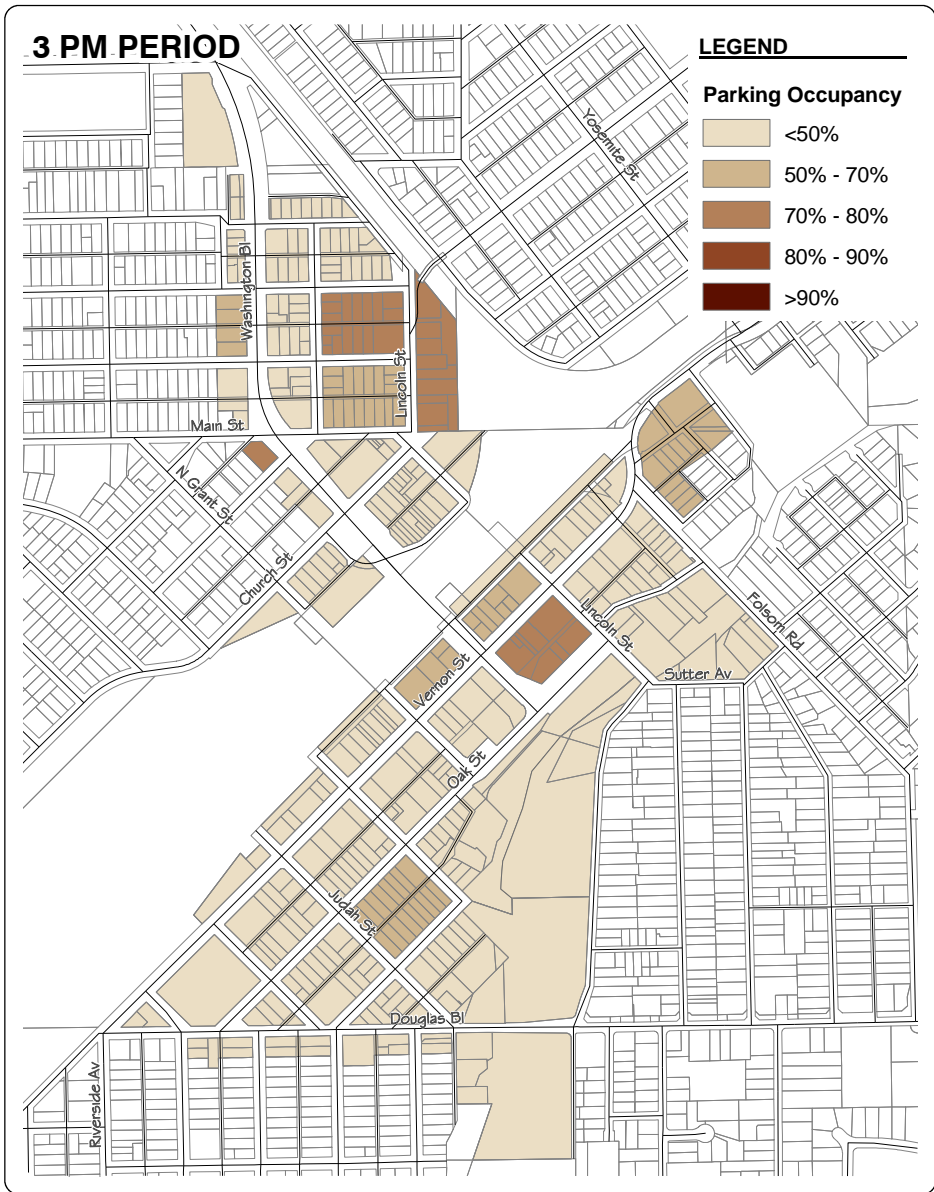 3 PM PERIOD
LEGEND
Parking Occupancy
<50%
50% - 70%
70% - 80%
80% - 90%
>90%
Yosemite St
Washington Bl
Lincoln St
Main St
N Grant St
Church St
Lincoln St
Folsom Rd
Vernon St
Sutter Av
Oak St
Judah St
Douglas Bl
Riverside Av